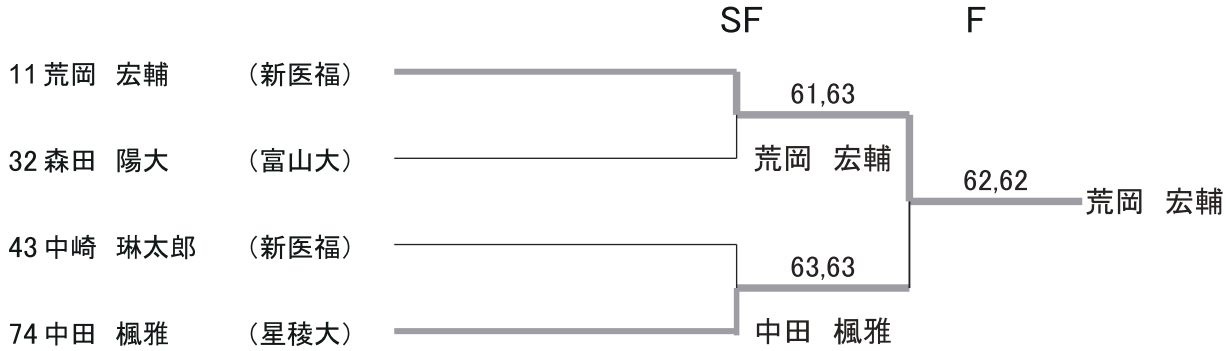 SF F
11 荒岡 宏輔 （新医福）
61,63
32 森田 陽大 （富山大）
荒岡 宏輔
62,62
荒岡 宏輔
43 中崎 琳太郎 （新医福）
63,63
74 中田 楓雅 （星稜大）
中田 楓雅